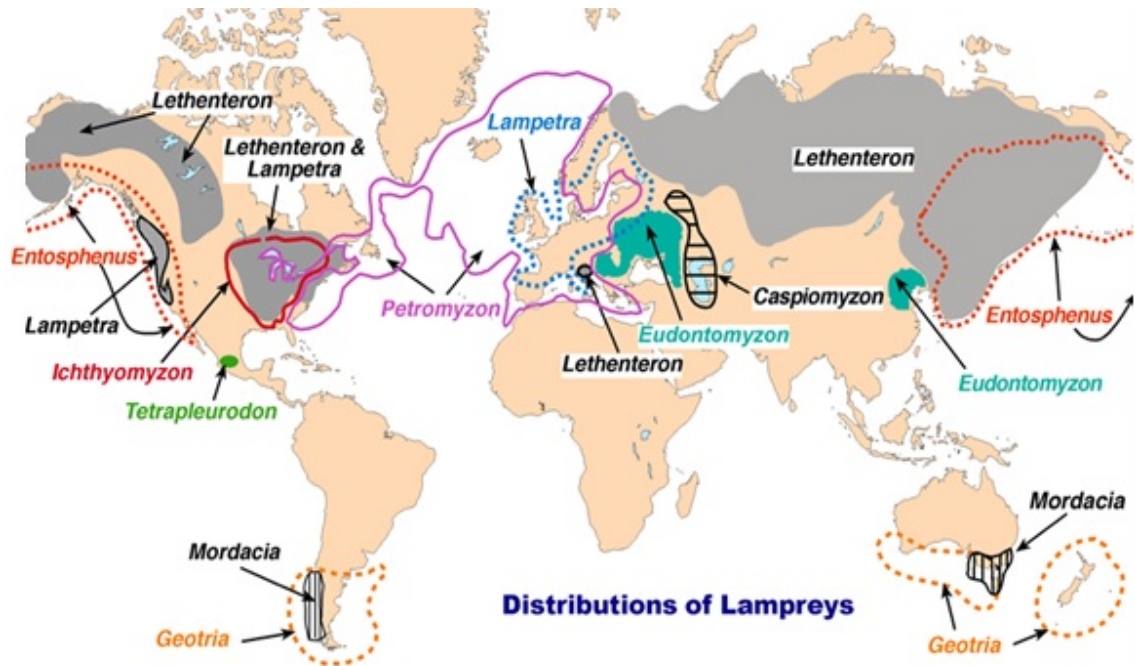 Lethenteron
Lethenteron &
Lampetra
Lampetra
Lethenteron
Entosphenus
Lampetra
Ichthyomyzon
Tetrapleurodon
Petromyzon
Caspiomyzon
Eudontomyzon
Lethenteron
Entosphenus
Eudontomyzon
Mordacia
Geotria
Mordacia
Geotria
Distributions of Lampreys